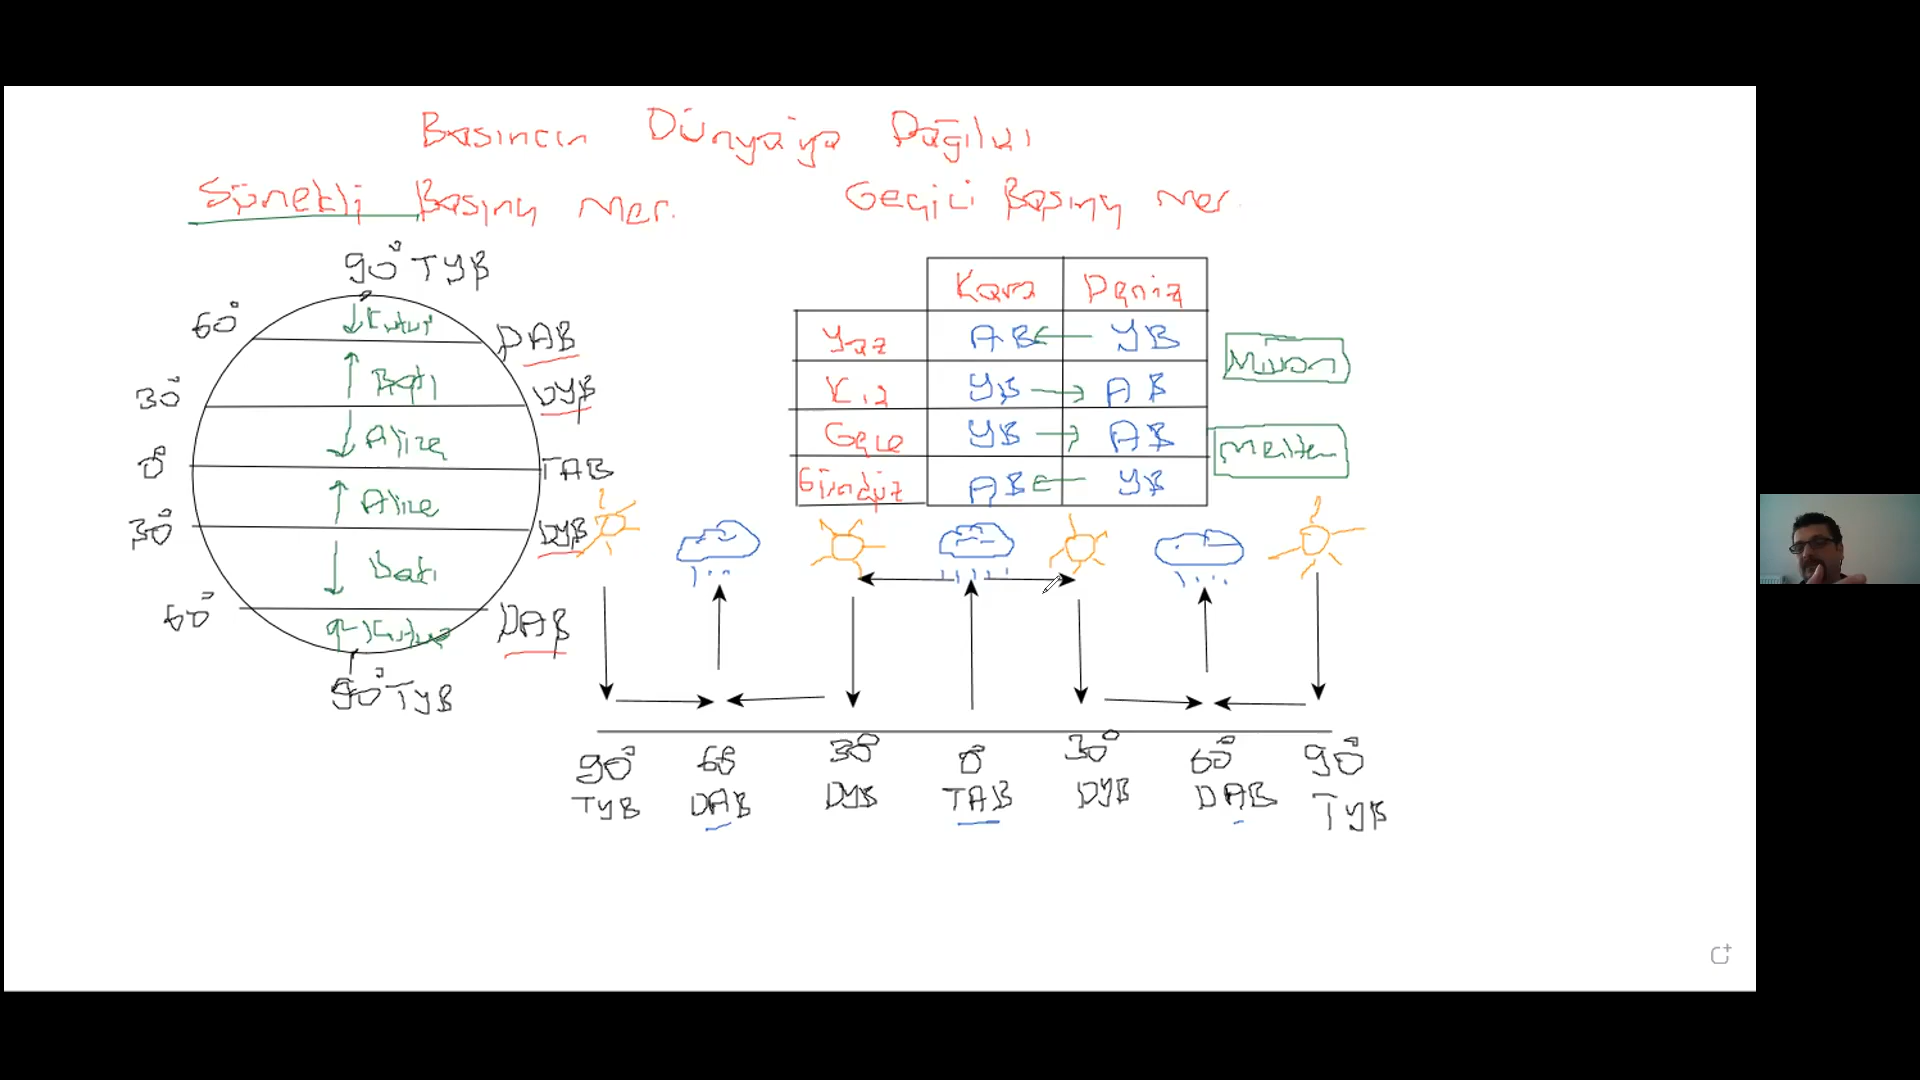 Basıncın Dünya'ya Dağılısı
Sürekli Basınç Mer.
Geçici Basınç Mer.
90° TYB
60°
Kutup
DAB
Batı
30°
DYB
Alize
0°
TAB
Alize
30°
DYB
Batı
60°
Kutup
DAB
90° TYB
Kara Deniz
Yaz AB ← YB
Kış YB → AB
Gece YB → AB
Gündüz AB ← YB
Muson
Meltem
90° 60° 30° 0° 30° 60° 90°
TYB DAB DYB TAB DYB DAB TYB